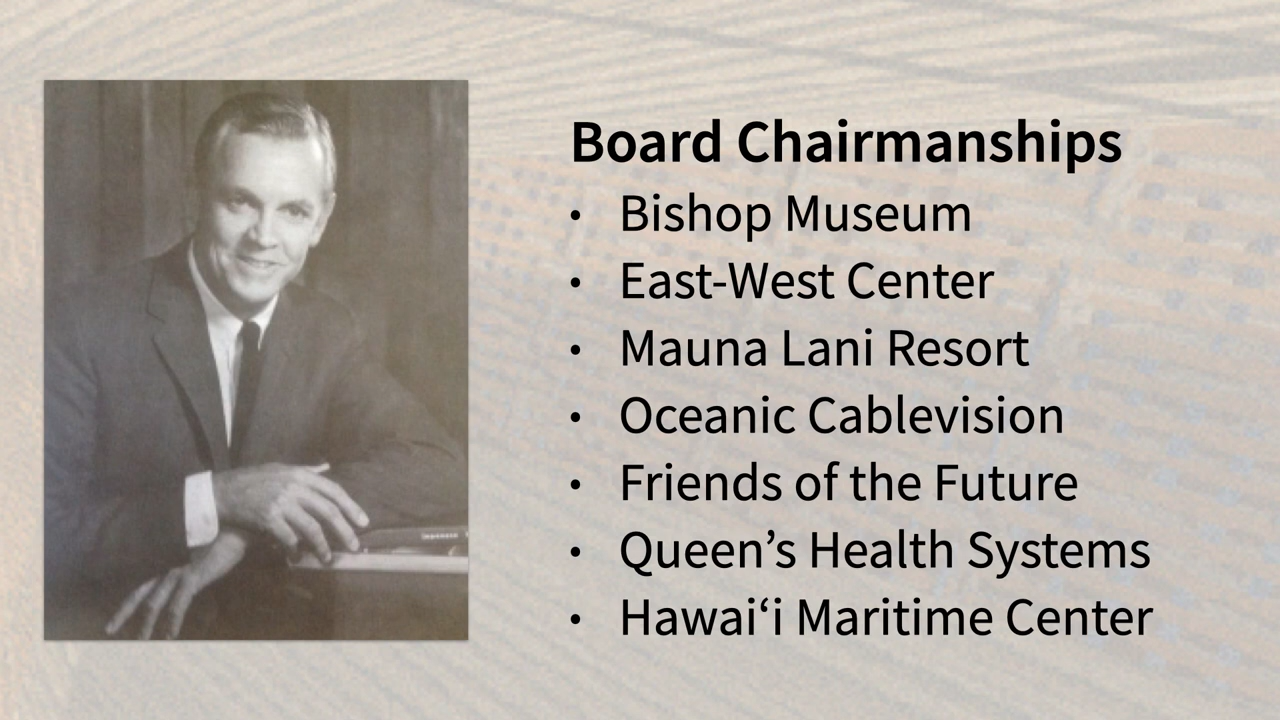 Board Chairmanships
• Bishop Museum
• East-West Center
• Mauna Lani Resort
• Oceanic Cablevision
• Friends of the Future
• Queen’s Health Systems
• Hawai‘i Maritime Center